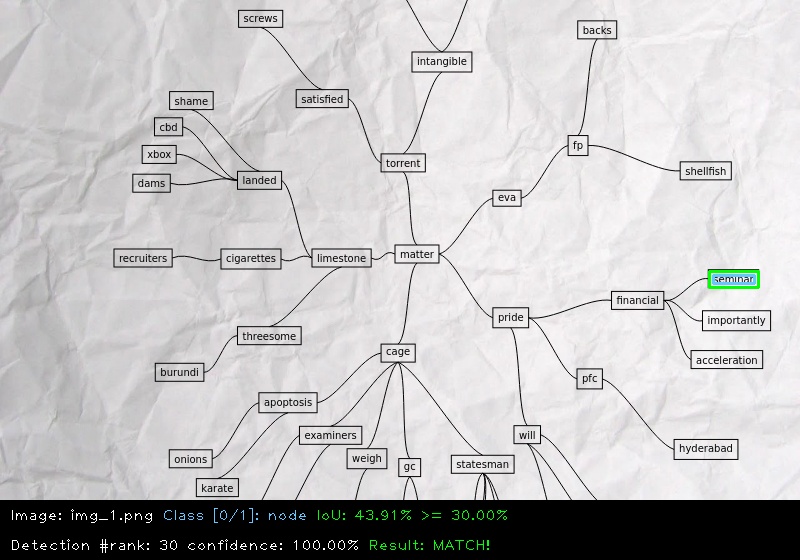 screws
backs
intangible
shame
satisfied
cbd
fp
xbox
torrent
shellfish
dams
landed
eva
recruiters
cigarettes
limestone
matter
seminar
financial
pride
importantly
threesome
cage
acceleration
burundi
pfc
apoptosis
examiners
will
hyderabad
onions
weigh
gc
statesman
karate
Image: img_1.png Class [0/1]: node IoU: 43.91% >= 30.00%
Detection #rank: 30 confidence: 100.00% Result: MATCH!